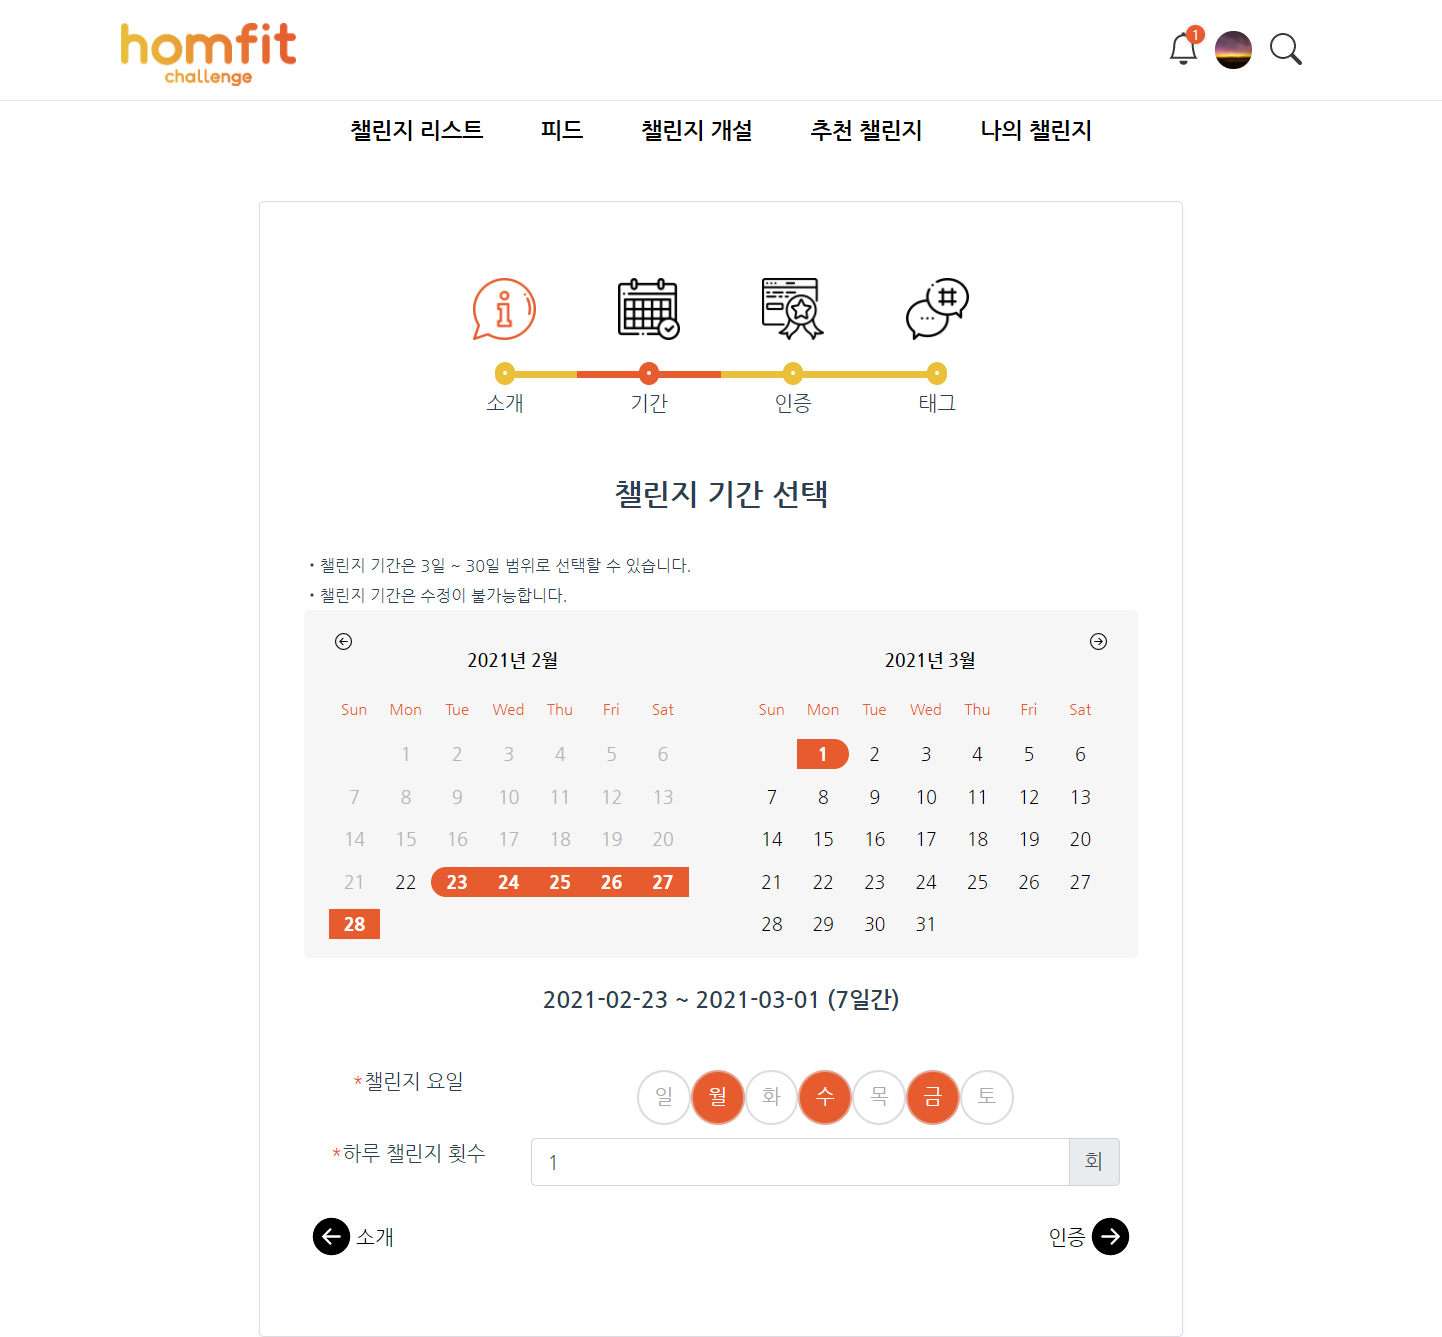 homfit
challenge
1
챌린지 리스트 피드 챌린지 개설 추천 챌린지 나의 챌린지
소개 기간 인증 태그
챌린지 기간 선택
• 챌린지 기간은 3일 ~ 30일 범위로 선택할 수 있습니다.
• 챌린지 기간은 수정이 불가능합니다.
2021년 2월
Sun Mon Tue Wed Thu Fri Sat
1 2 3 4 5 6
7 8 9 10 11 12 13
14 15 16 17 18 19 20
21 22 23 24 25 26 27
28
2021년 3월
Sun Mon Tue Wed Thu Fri Sat
1 2 3 4 5 6
7 8 9 10 11 12 13
14 15 16 17 18 19 20
21 22 23 24 25 26 27
28 29 30 31
2021-02-23 ~ 2021-03-01 (7일간)
*챌린지 요일 일 월 화 수 목 금 토
*하루 챌린지 횟수 1 회
소개 인증